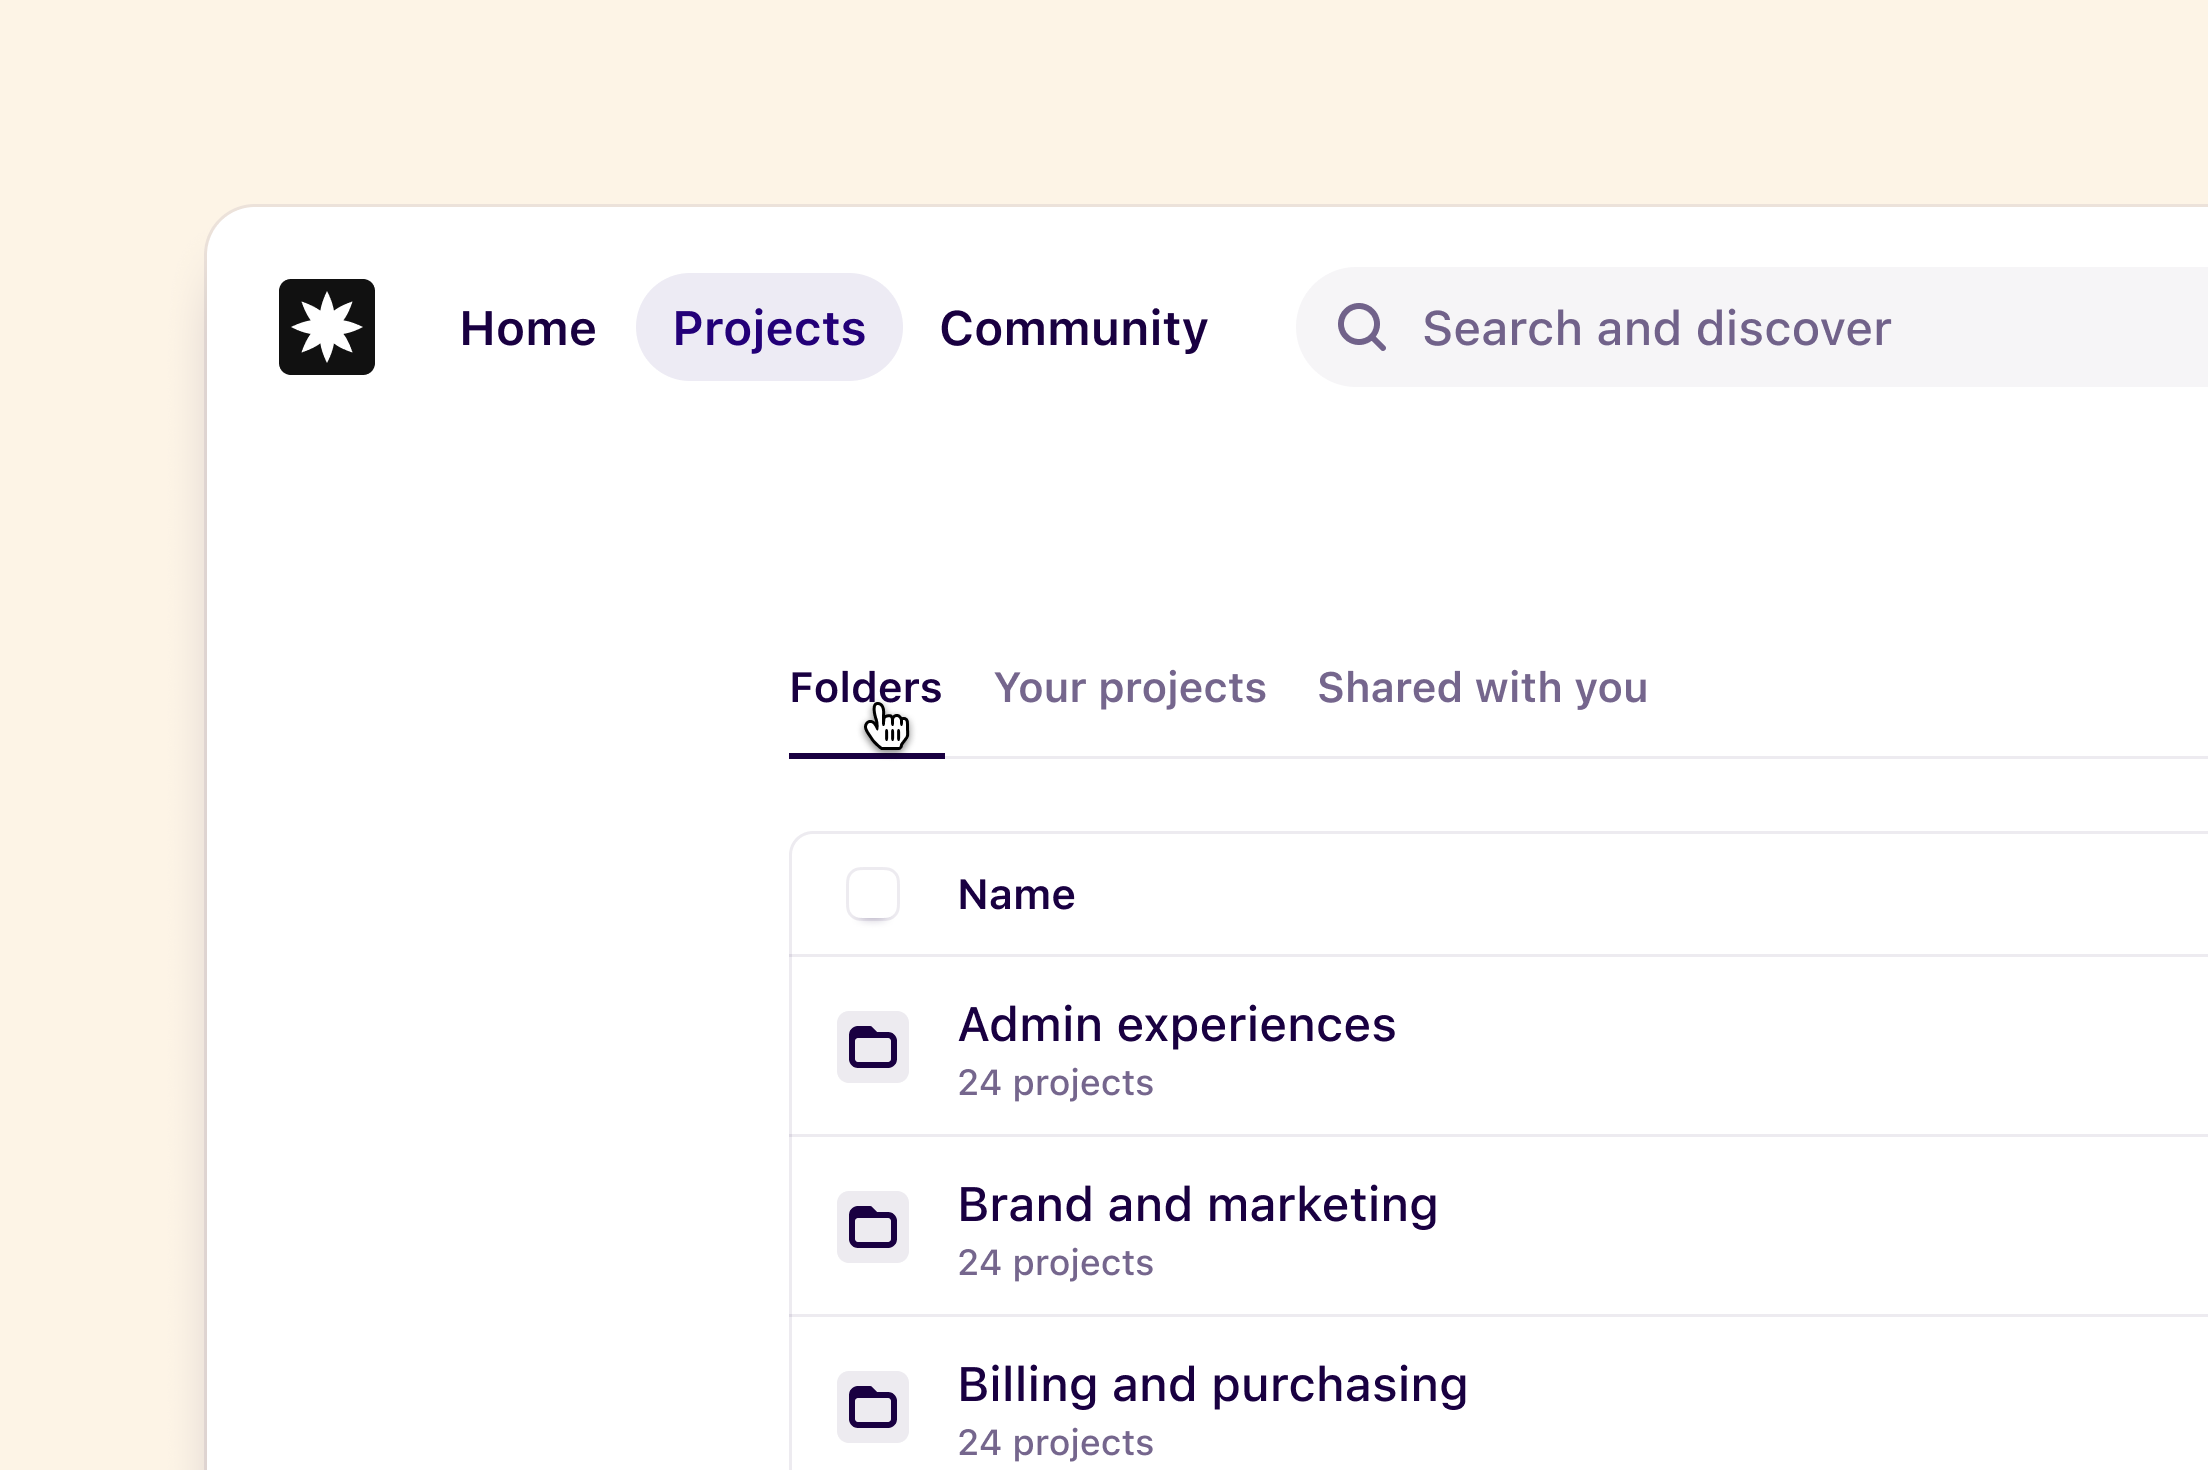 Home Projects Community Search and discover
Folders Your projects Shared with you
Name
Admin experiences
24 projects
Brand and marketing
24 projects
Billing and purchasing
24 projects